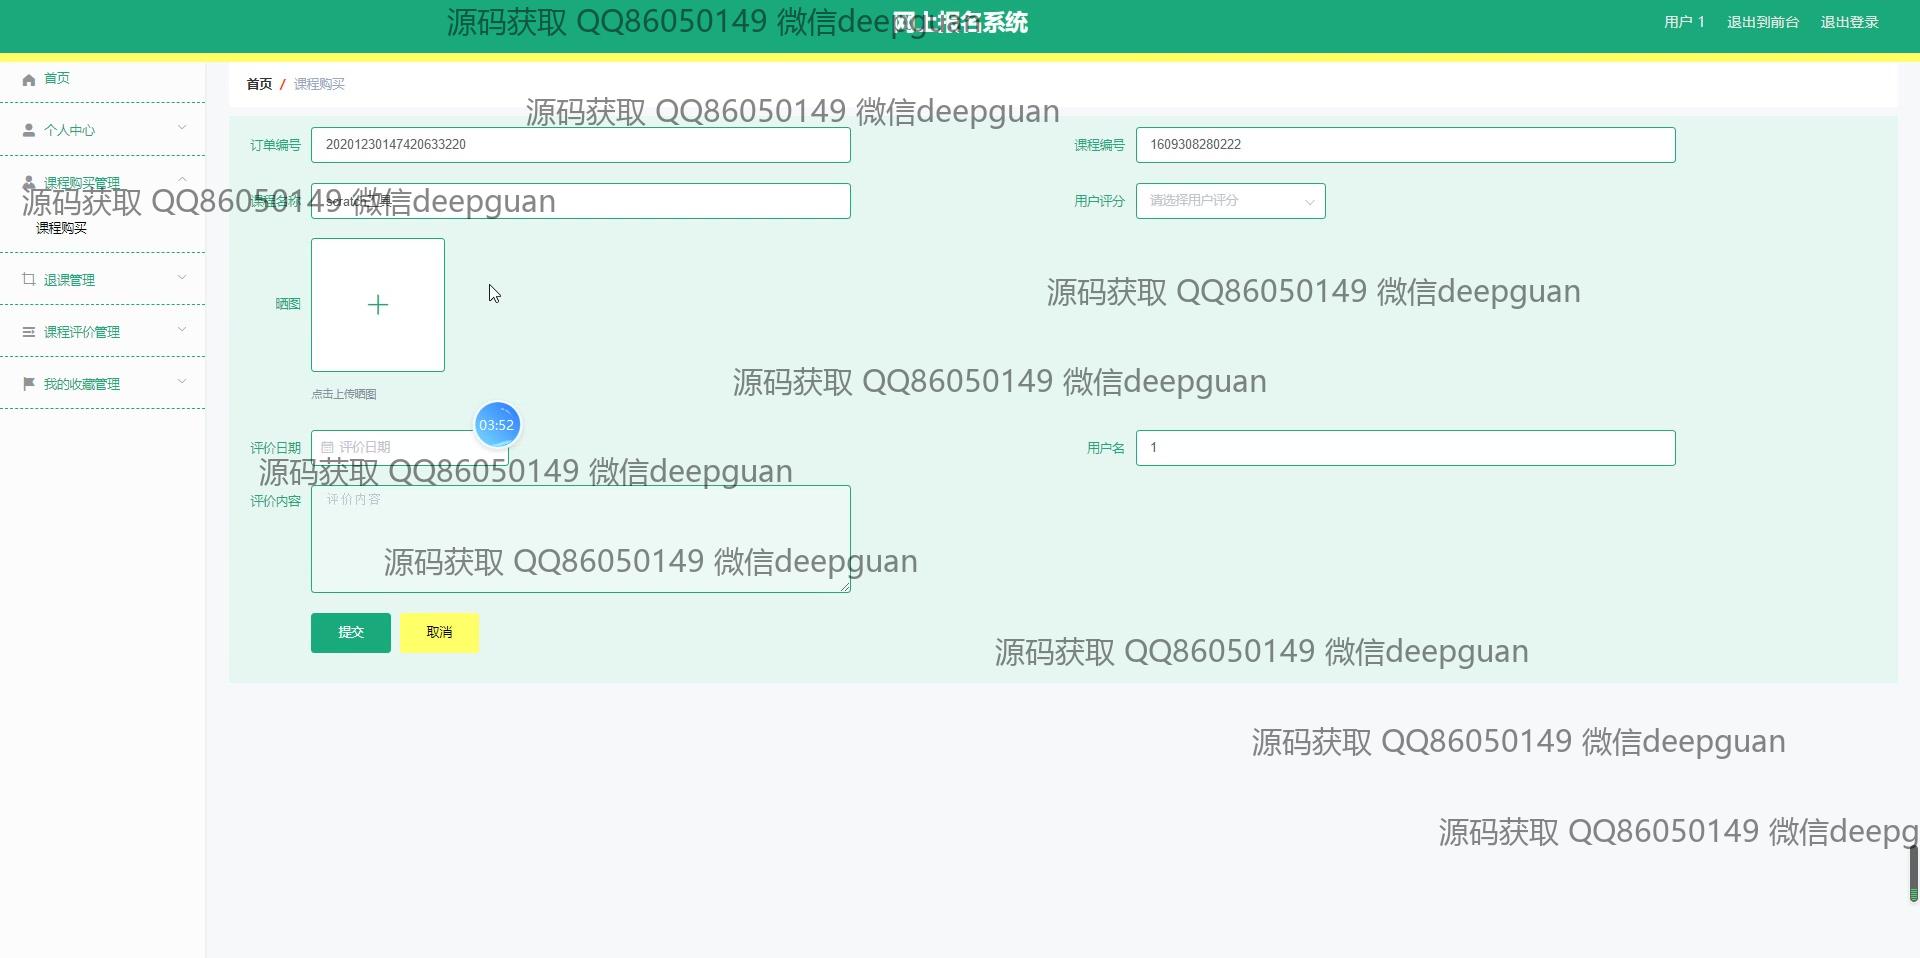 源码获取 QQ86050149 微信deepguan
网上报名系统
用户 1 退出到前台 退出登录
首页
个人中心
课程购买管理
课程购买
退课管理
课程评价管理
我的收藏管理
首页 / 课程购买
源码获取 QQ86050149 微信deepguan
订单编号 20201230147420633220
课程编号 1609308280222
源码获取 QQ86050149 微信deepguan
课程名称 scratch工具
用户评分 请选择用户评分
源码获取 QQ86050149 微信deepguan
晒图
点击上传晒图
源码获取 QQ86050149 微信deepguan
03:52
评价日期 评价日期
用户名 1
源码获取 QQ86050149 微信deepguan
评价内容 评价内容
源码获取 QQ86050149 微信deepguan
提交 取消
源码获取 QQ86050149 微信deepguan
源码获取 QQ86050149 微信deepguan
源码获取 QQ86050149 微信deepg